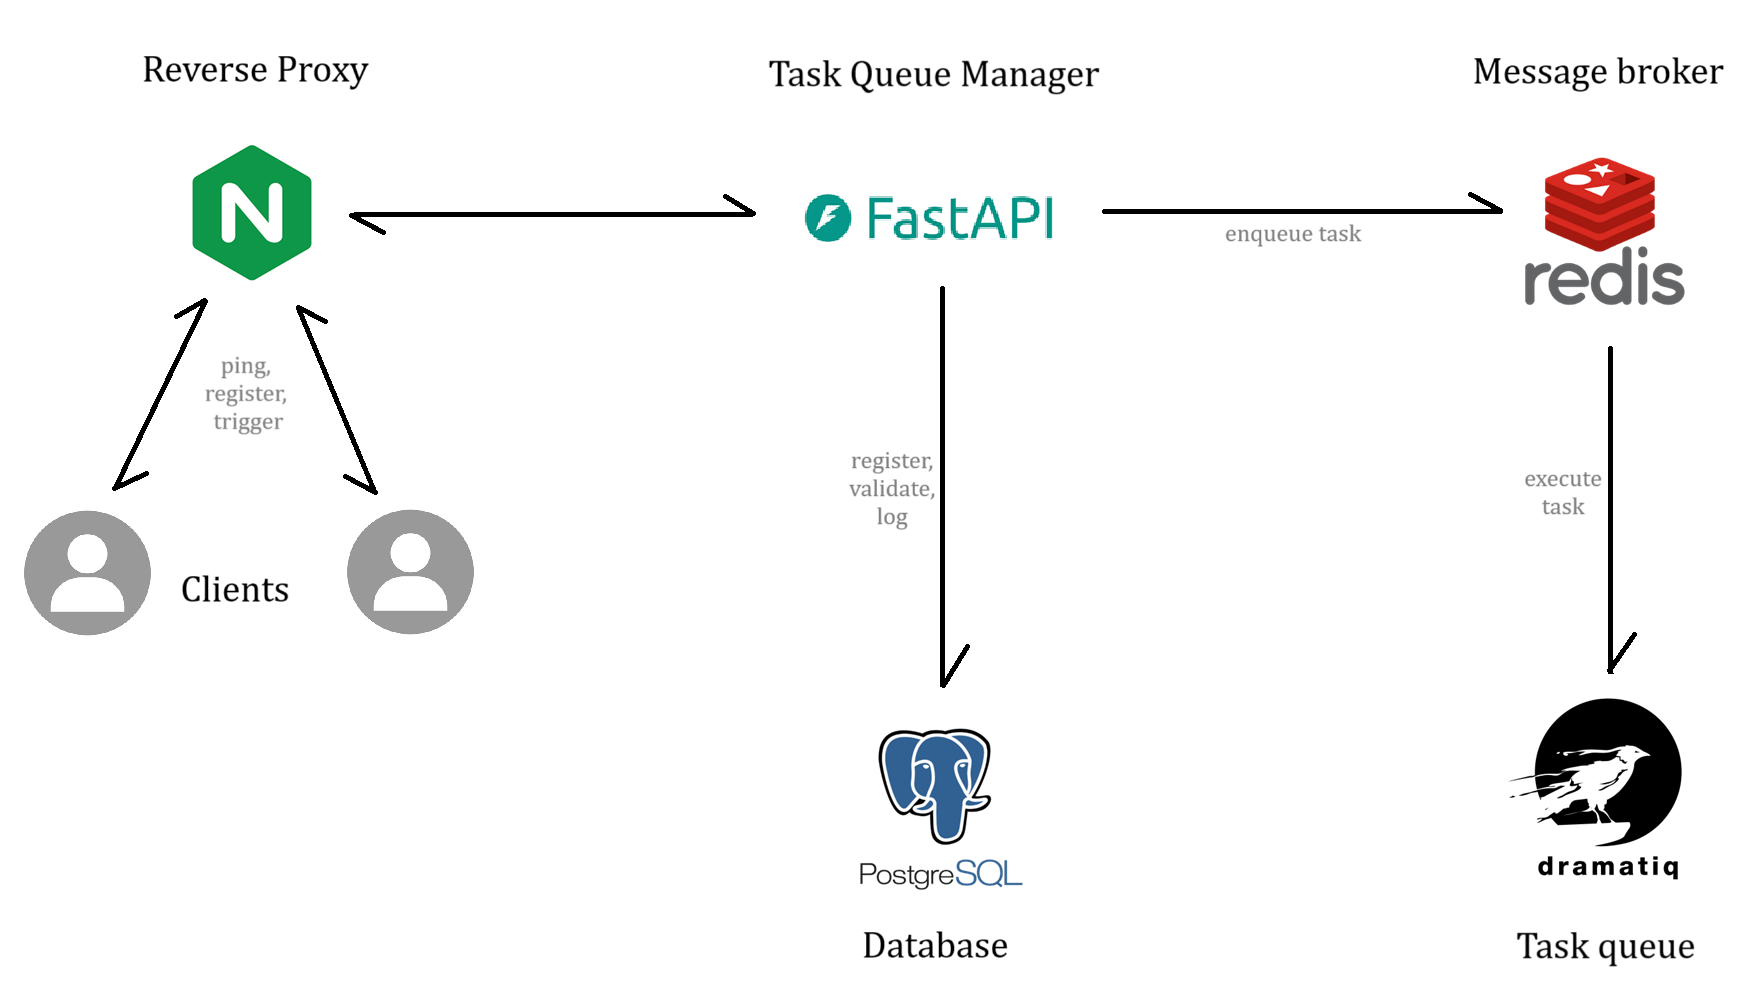 Reverse Proxy
Task Queue Manager
Message broker
N
FastAPI
enqueue task
redis
ping,
register,
trigger
register,
validate,
log
execute
task
Clients
PostgreSQL
dramatiq
Database
Task queue